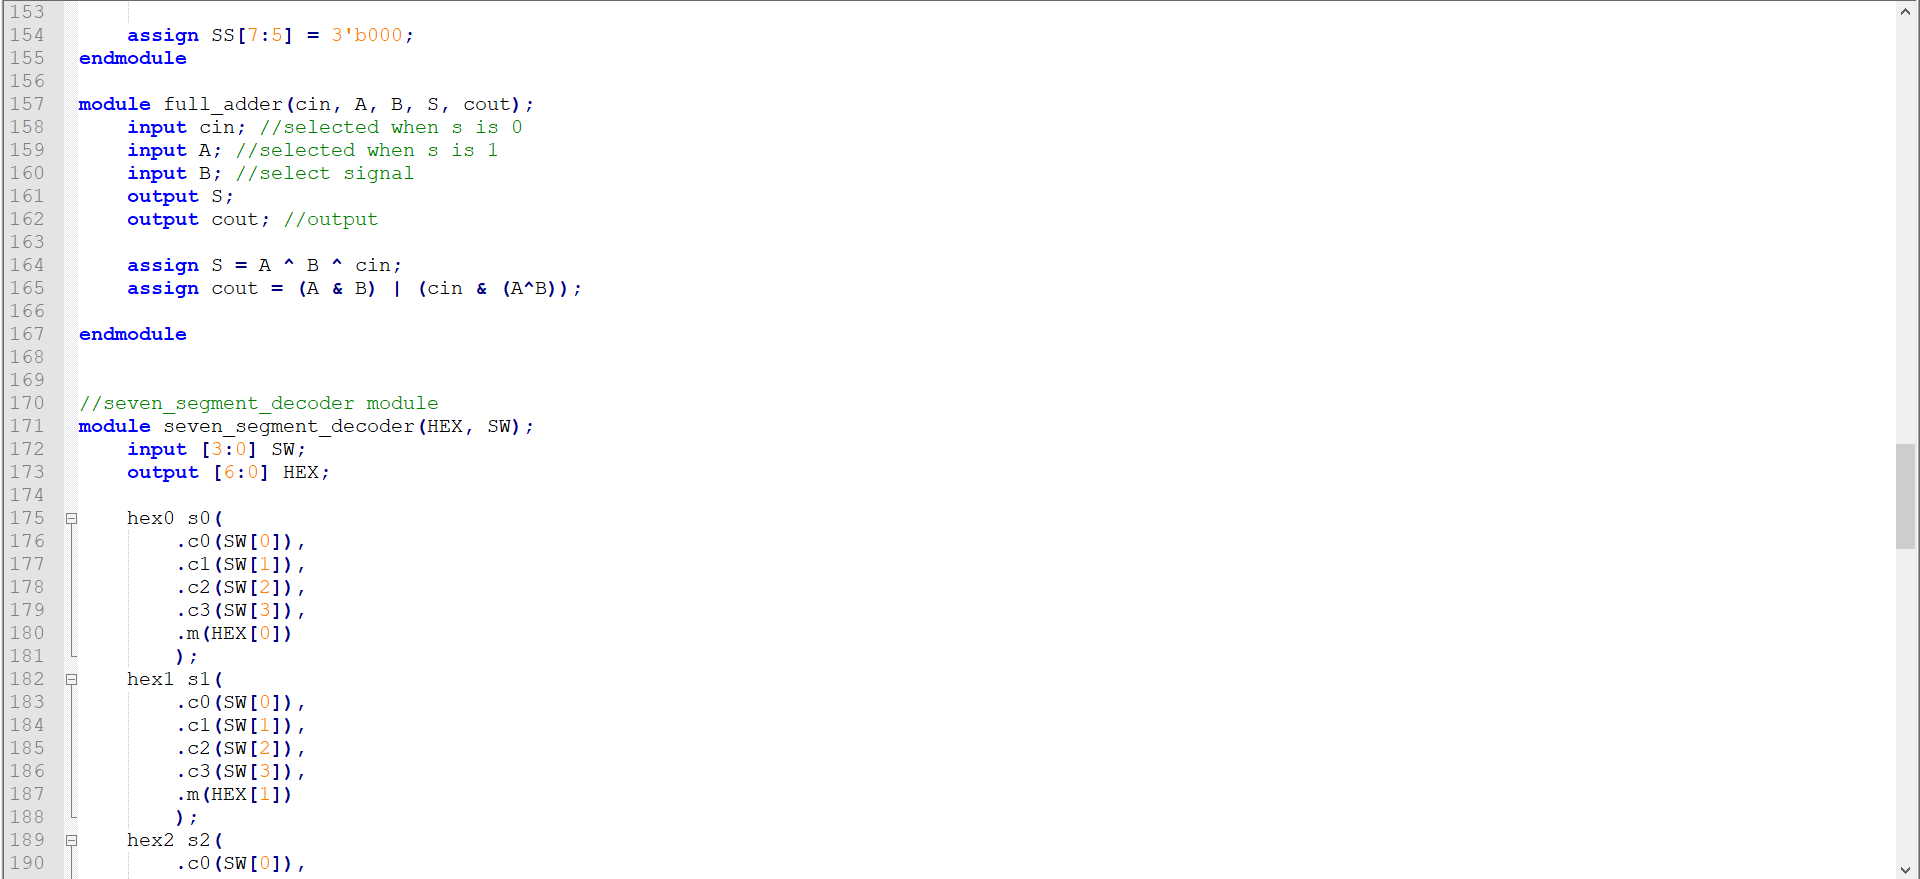 153
154 assign SS[7:5] = 3'b000;
155 endmodule
156
157 module full_adder(cin, A, B, S, cout);
158 input cin; //selected when s is 0
159 input A; //selected when s is 1
160 input B; //select signal
161 output S;
162 output cout; //output
163
164 assign S = A ^ B ^ cin;
165 assign cout = (A & B) | (cin & (A^B));
166
167 endmodule
168
169
170 //seven_segment_decoder module
171 module seven_segment_decoder(HEX, SW);
172 input [3:0] SW;
173 output [6:0] HEX;
174
175 hex0 s0(
176 .c0(SW[0]),
177 .c1(SW[1]),
178 .c2(SW[2]),
179 .c3(SW[3]),
180 .m(HEX[0])
181 );
182 hex1 s1(
183 .c0(SW[0]),
184 .c1(SW[1]),
185 .c2(SW[2]),
186 .c3(SW[3]),
187 .m(HEX[1])
188 );
189 hex2 s2(
190 .c0(SW[0]),